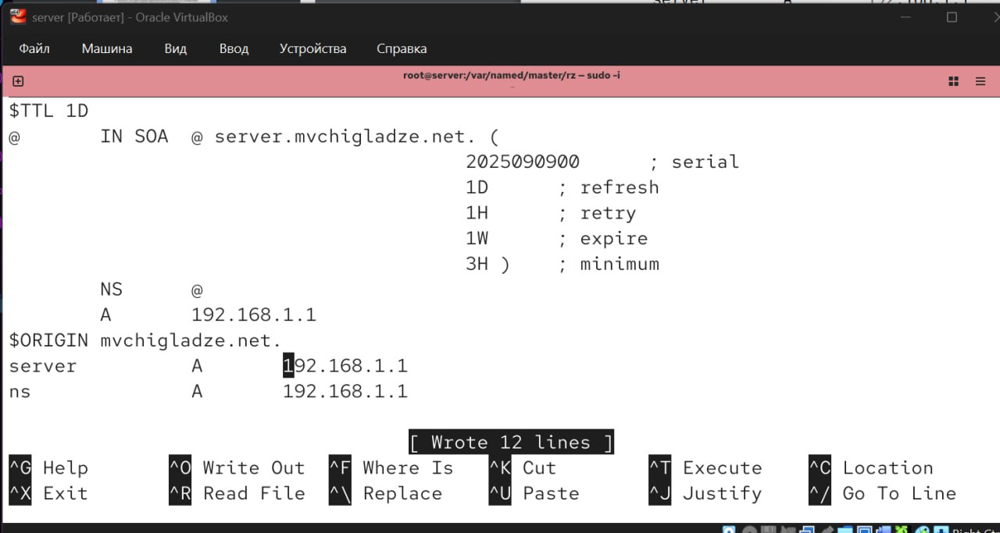 server [Работает] - Oracle VirtualBox
Файл Машина Вид Ввод Устройства Справка
root@server:/var/named/master/rz — sudo -i
$TTL 1D
@ IN SOA @ server.mvchigladze.net. (
2025090900 ; serial
1D ; refresh
1H ; retry
1W ; expire
3H ) ; minimum
NS @
A 192.168.1.1
$ORIGIN mvchigladze.net.
server A 192.168.1.1
ns A 192.168.1.1
[ Wrote 12 lines ]
^G Help ^O Write Out ^F Where Is ^K Cut ^T Execute ^C Location
^X Exit ^R Read File ^\ Replace ^U Paste ^J Justify ^/ Go To Line
Right